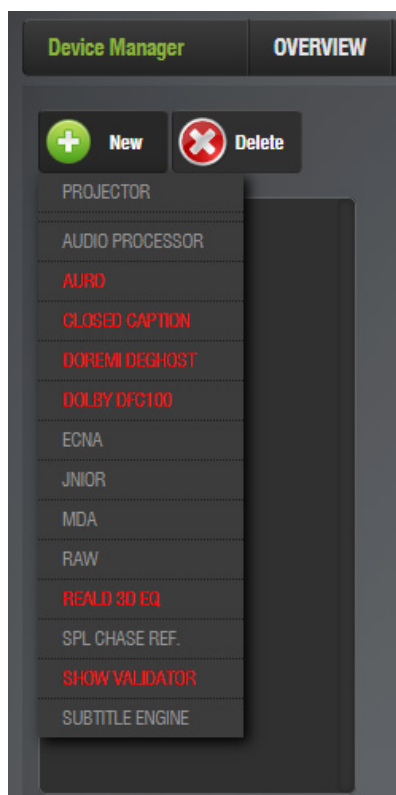 Device Manager OVERVIEW
New Delete
PROJECTOR
AUDIO PROCESSOR
AURO
CLOSED CAPTION
DOREMI DEGHOST
DOLBY DFC100
ECNA
JNIOR
MDA
RAW
REALD 3D EQ
SPL CHASE REF.
SHOW VALIDATOR
SUBTITLE ENGINE